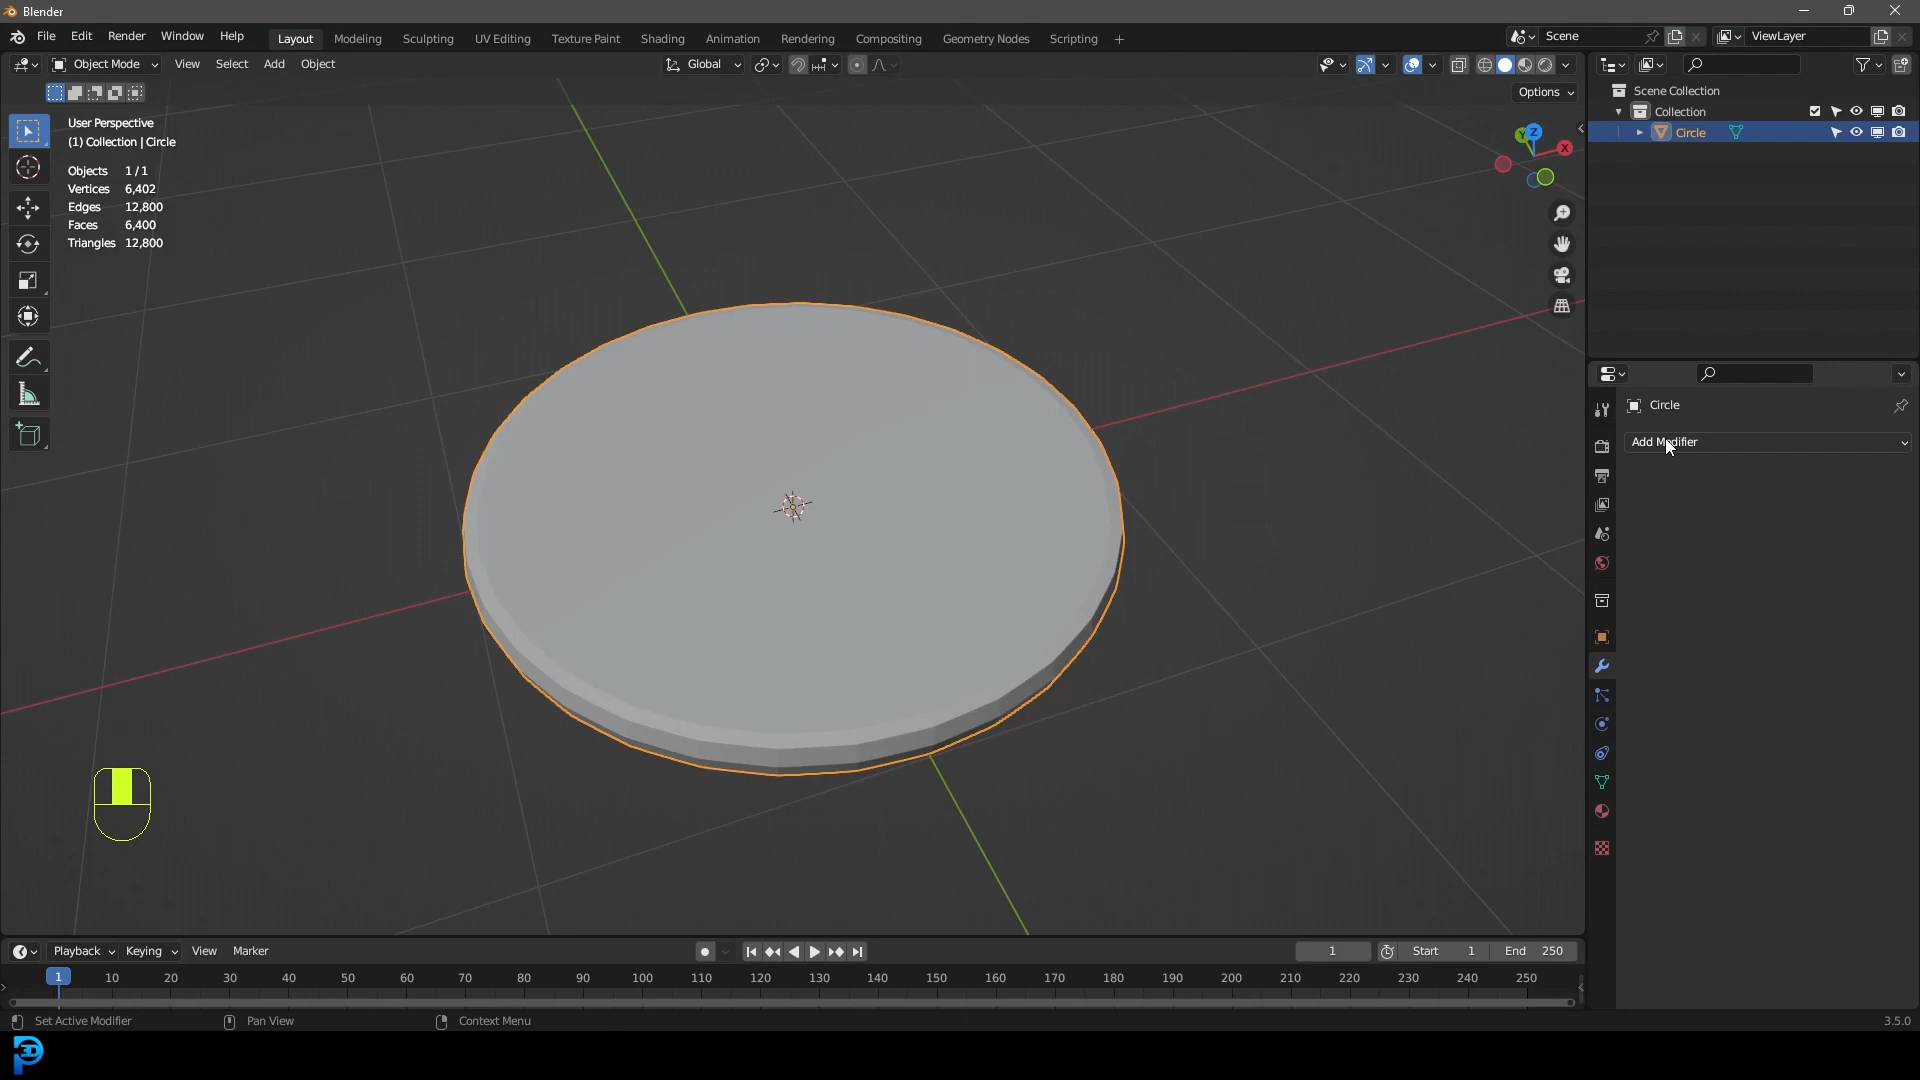 Blender
File Edit Render Window Help Layout Modeling Sculpting UV Editing Texture Paint Shading Animation Rendering Compositing Geometry Nodes Scripting + Scene ViewLayer
Object Mode View Select Add Object Global
Options
User Perspective
(1) Collection | Circle
Objects 1 / 1
Vertices 6,402
Edges 12,800
Faces 6,400
Triangles 12,800
Y Z X
Scene Collection
Collection
Circle
Circle
Add Modifier
Playback Keying View Marker 1 Start 1 End 250
1 10 20 30 40 50 60 70 80 90 100 110 120 130 140 150 160 170 180 190 200 210 220 230 240 250
Set Active Modifier Pan View Context Menu 3.5.0
3D